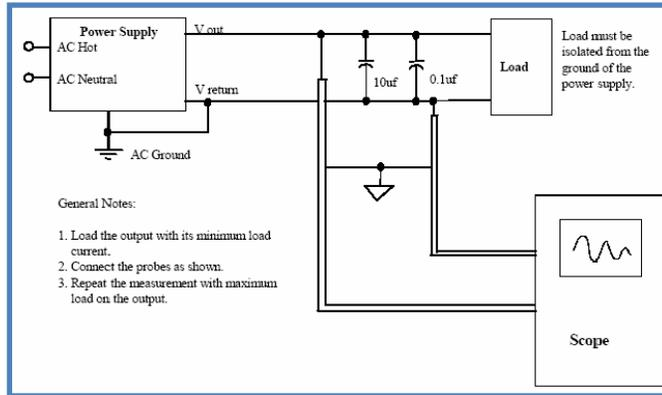 Power Supply
AC Hot
AC Neutral
V out
V return
AC Ground
10uf
0.1uf
Load
Load must be
isolated from the
ground of the
power supply.
General Notes:
1. Load the output with its minimum load
current.
2. Connect the probes as shown.
3. Repeat the measurement with maximum
load on the output.
Scope